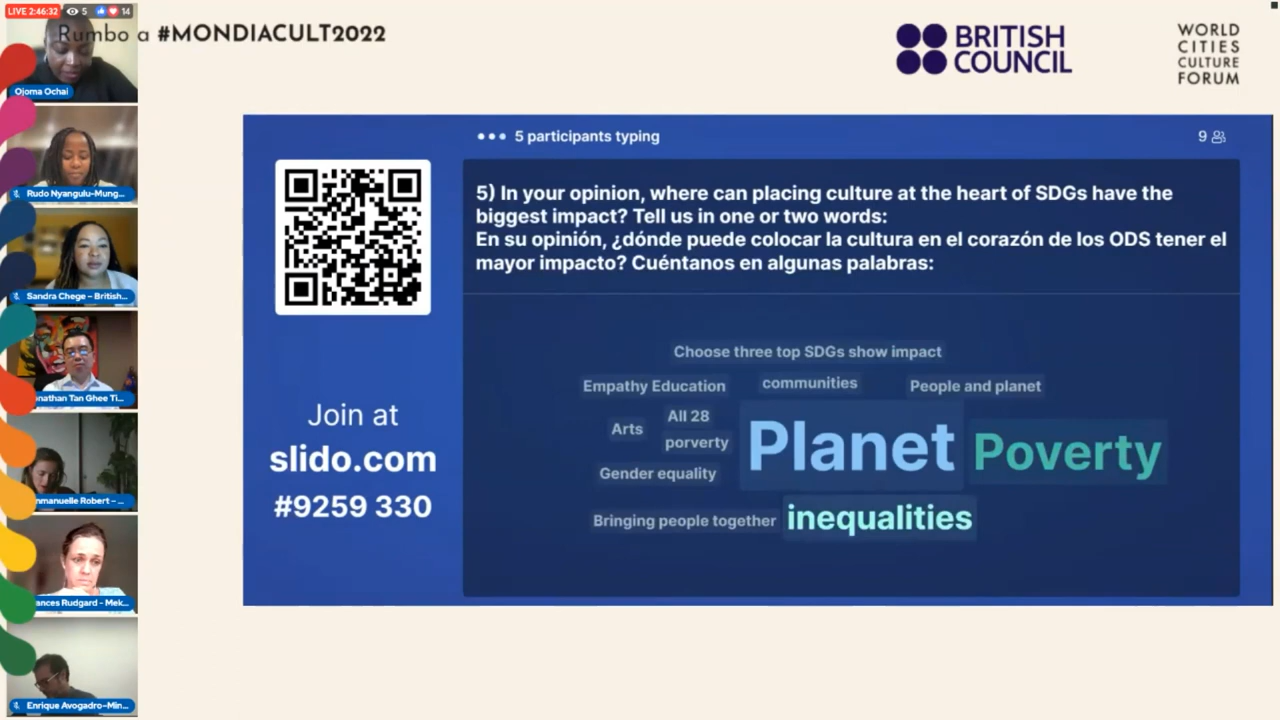 LIVE 2:46:32 5 14
Rumbo a #MONDIACULT2022
BRITISH
COUNCIL
WORLD
CITIES
CULTURE
FORUM
Ojoma Ochai
Rudo Nyangulu-Mung...
Sandra Chege – British...
nathan Tan Ghee Ti...
mmanuelle Robert – ...
ances Rudgard - Mek...
Enrique Avogadro-Min...
5 participants typing
9
5) In your opinion, where can placing culture at the heart of SDGs have the
biggest impact? Tell us in one or two words:
En su opinión, ¿dónde puede colocar la cultura en el corazón de los ODS tener el
mayor impacto? Cuéntanos en algunas palabras:
Join at
slido.com
#9259 330
Choose three top SDGs show impact
Empathy Education
communities
People and planet
Arts
All 28
porverty
Planet
Poverty
Gender equality
Bringing people together
inequalities